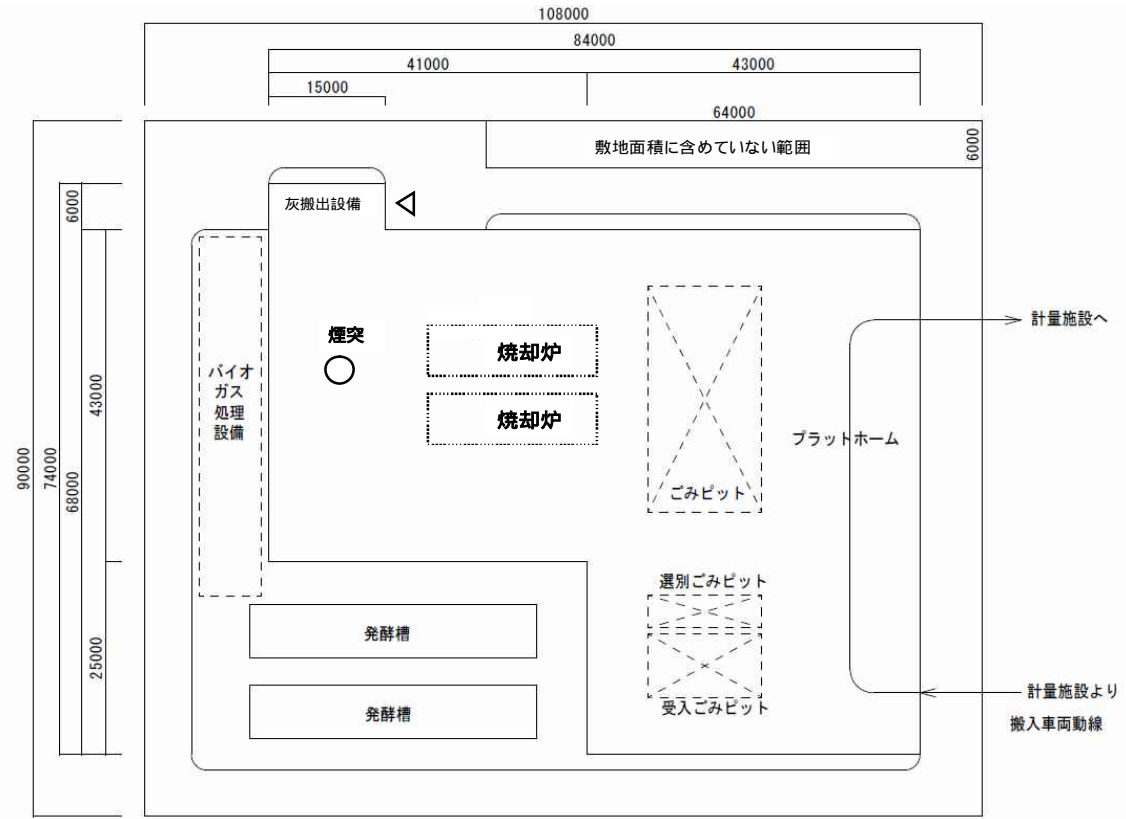 108000
84000
41000
43000
15000
64000
敷地面積に含めていない範囲
6000
6000
灰搬出設備
計量施設へ
煙突
焼却炉
バイオ
ガス
処理
設備
43000
焼却炉
プラットホーム
90000
74000
68000
ごみピット
選別ごみピット
発酵槽
25000
計量施設より
受入ごみピット
発酵槽
搬入車両動線